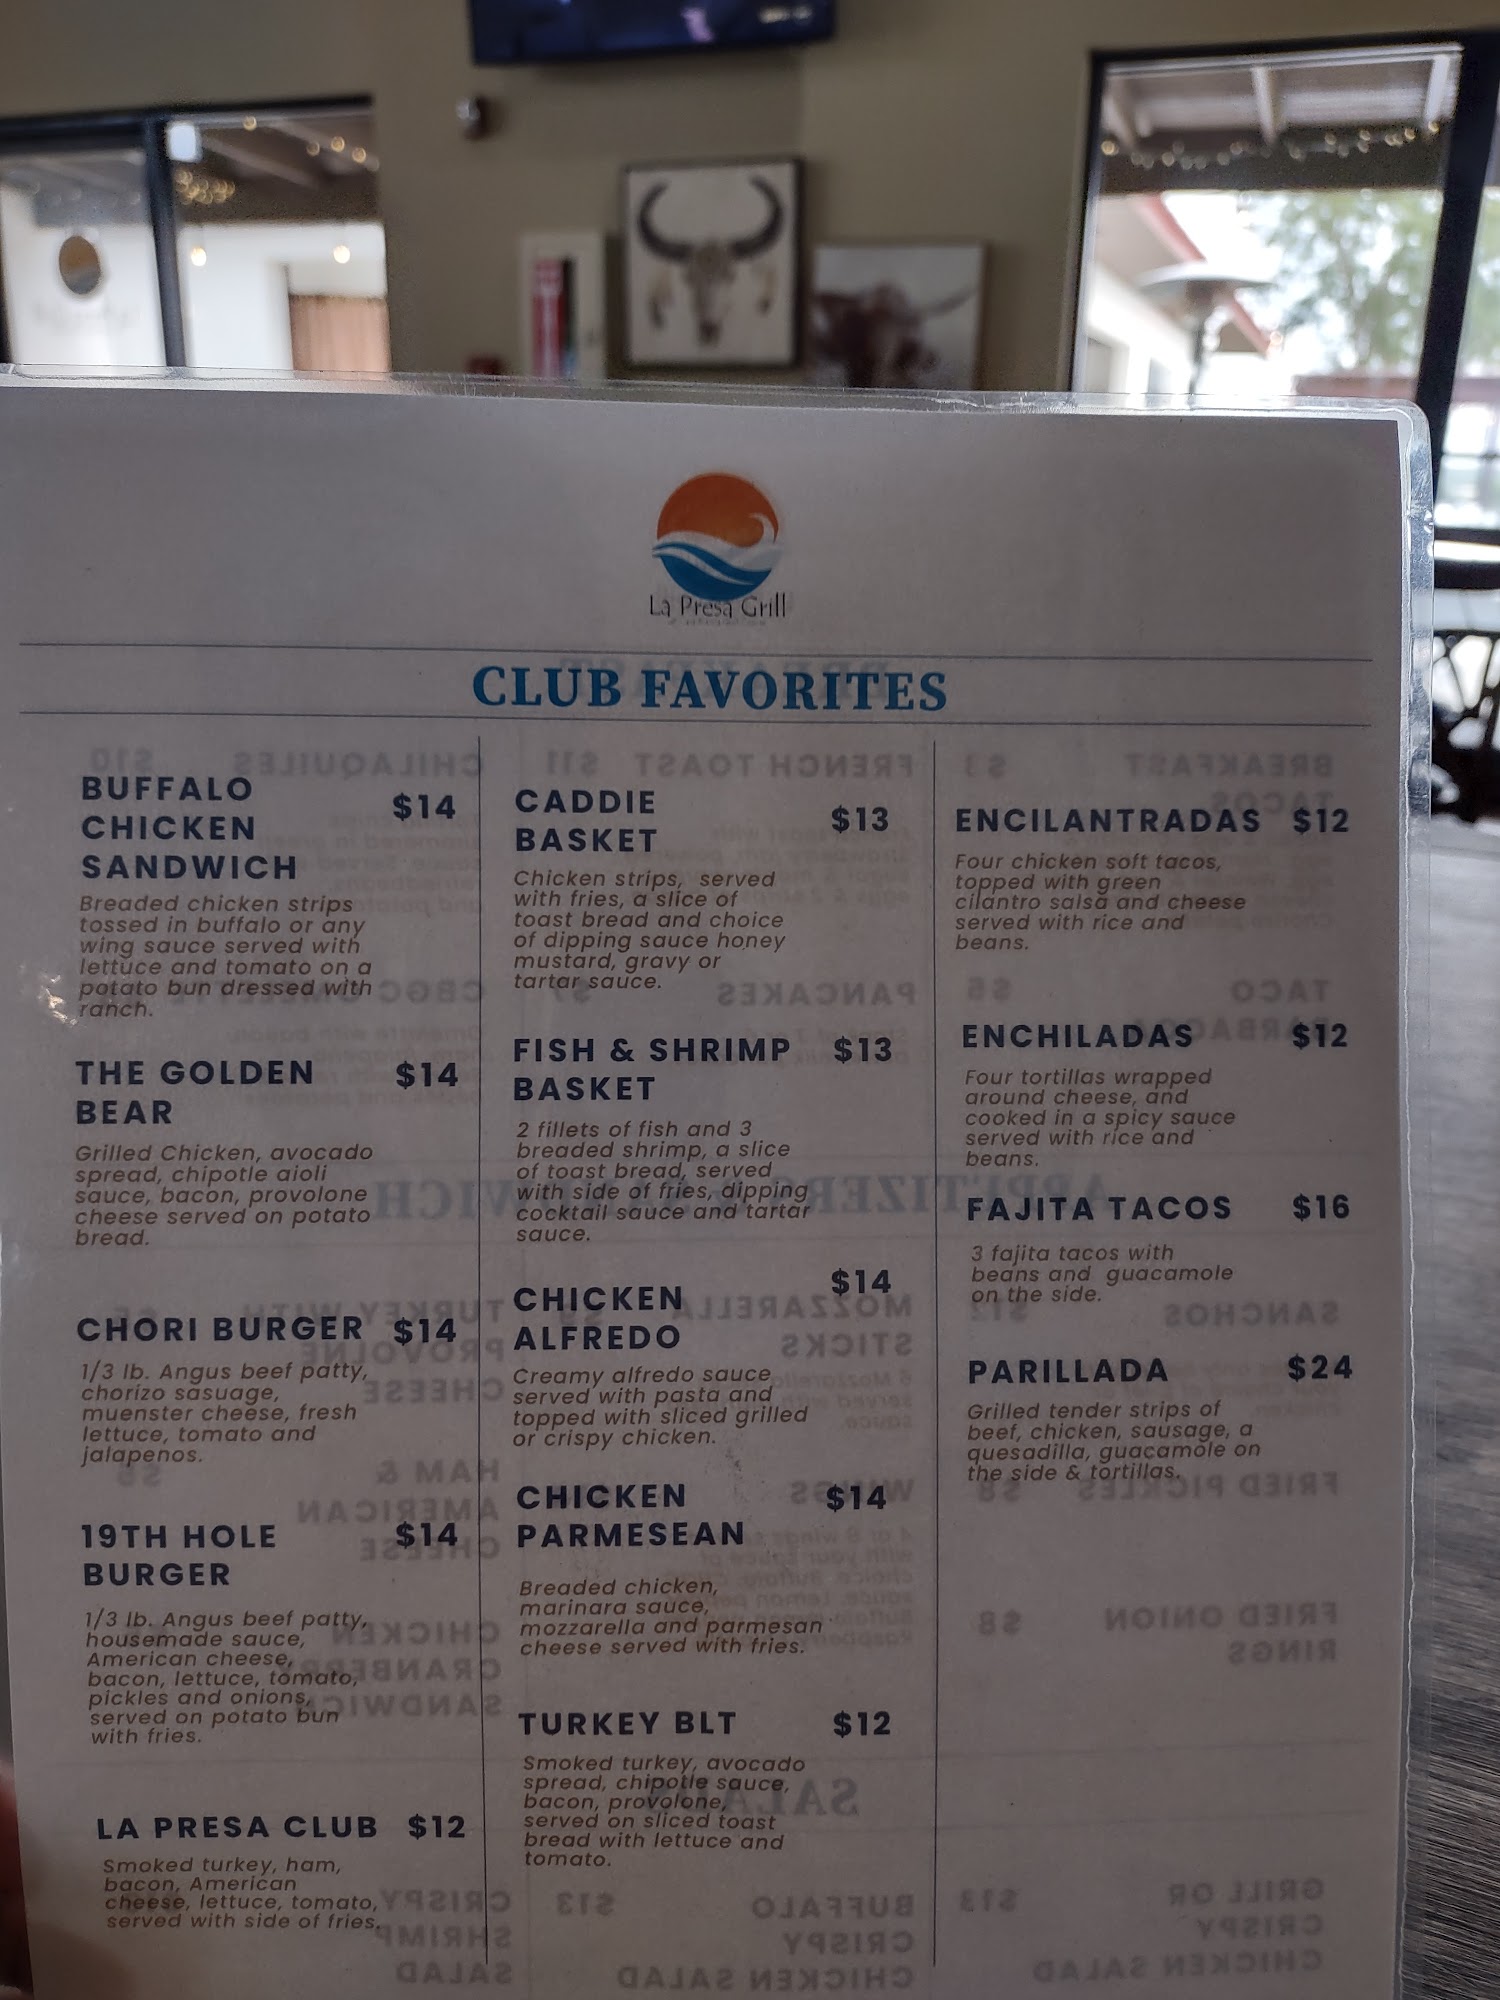 La Presa Grill
CLUB FAVORITES
BUFFALO
CHICKEN
SANDWICH
$14
Breaded chicken strips
tossed in buffalo or any
wing sauce served with
lettuce and tomato on a
potato bun dressed with
ranch.
THE GOLDEN
BEAR
$14
Grilled Chicken, avocado
spread, chipotle aioli
sauce, bacon, provolone
cheese served on potato
bread.
CHORI BURGER $14
1/3 lb. Angus beef patty,
chorizo sasuage,
muenster cheese, fresh
lettuce, tomato and
jalapenos.
19TH HOLE
BURGER
$14
1/3 lb. Angus beef patty,
housemade sauce,
American cheese,
bacon, lettuce, tomato,
pickles and onions,
served on potato bun
with fries.
LA PRESA CLUB $12
Smoked turkey, ham,
bacon, American
cheese, lettuce, tomato,
served with side of fries.
CADDIE
BASKET
$13
Chicken strips, served
with fries, a slice of
toast bread and choice
of dipping sauce honey
mustard, gravy or
tartar sauce.
FISH & SHRIMP
BASKET
$13
2 fillets of fish and 3
breaded shrimp, a slice
of toast bread, served
with side of fries, dipping
cocktail sauce and tartar
sauce.
CHICKEN
ALFREDO
$14
Creamy alfredo sauce
served with pasta and
topped with sliced grilled
or crispy chicken.
CHICKEN
PARMESEAN
$14
Breaded chicken,
marinara sauce,
mozzarella and parmesan
cheese served with fries.
TURKEY BLT $12
Smoked turkey, avocado
spread, chipotle sauce,
bacon, provolone,
served on sliced toast
bread with lettuce and
tomato.
ENCILANTRADAS $12
Four chicken soft tacos,
topped with green
cilantro salsa and cheese
served with rice and
beans.
ENCHILADAS $12
Four tortillas wrapped
around cheese, and
cooked in a spicy sauce
served with rice and
beans.
FAJITA TACOS $16
3 fajita tacos with
beans and guacamole
on the side.
PARILLADA $24
Grilled tender strips of
beef, chicken, sausage, a
quesadilla, guacamole on
the side & tortillas.